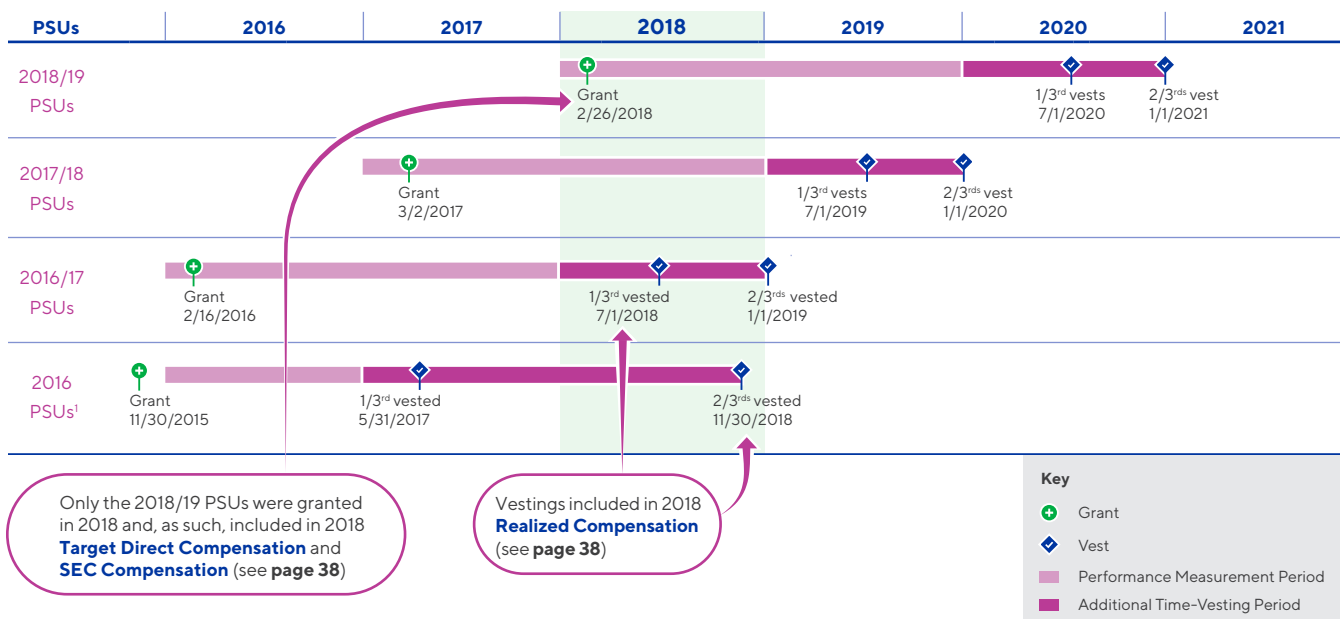 PSUs 2016 2017 2018 2019 2020 2021
2018/19
PSUs
Grant
2/26/2018
1/3rd vests
7/1/2020
2/3rds vest
1/1/2021
2017/18
PSUs
Grant
3/2/2017
1/3rd vests
7/1/2019
2/3rds vest
1/1/2020
2016/17
PSUs
Grant
2/16/2016
1/3rd vested
7/1/2018
2/3rds vested
1/1/2019
2016
PSUs¹
Grant
11/30/2015
1/3rd vested
5/31/2017
2/3rds vested
11/30/2018
Only the 2018/19 PSUs were granted
in 2018 and, as such, included in 2018
Target Direct Compensation and
SEC Compensation (see page 38)
Vestings included in 2018
Realized Compensation
(see page 38)
Key
Grant
Vest
Performance Measurement Period
Additional Time-Vesting Period